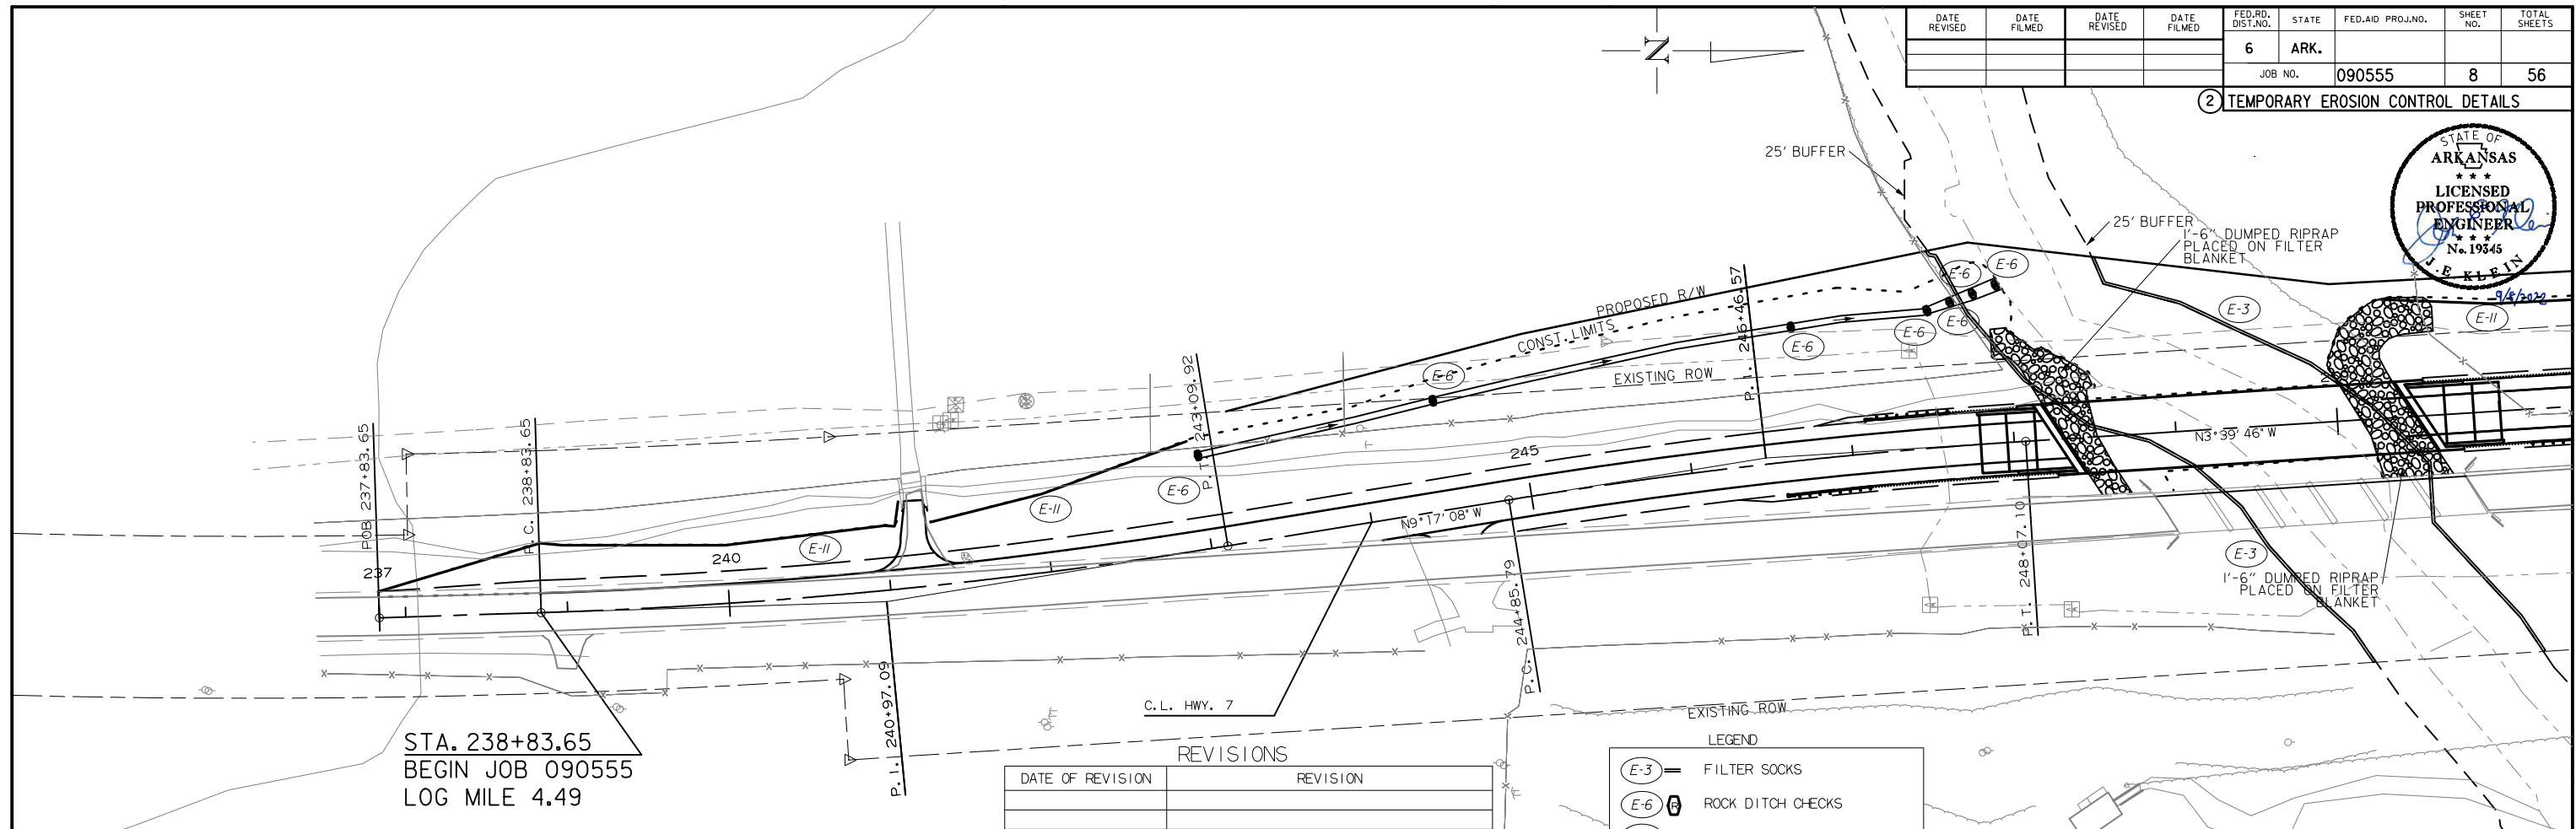 DATE REVISED
DATE FILMED
DATE REVISED
DATE FILMED
FED.RD. DIST.NO.
STATE
FED.AID PROJ.NO.
SHEET NO.
TOTAL SHEETS
6
ARK.
JOB NO.
090555
8
56
2
TEMPORARY EROSION CONTROL DETAILS
N
STATE OF
ARKANSAS
* * *
LICENSED
PROFESSIONAL
ENGINEER
* * *
No. 19345
J. E. KLEIN
9/8/2022
25' BUFFER
25' BUFFER
1'-6" DUMPED RIPRAP
PLACED ON FILTER
BLANKET
E-6
E-6
E-6
E-6
E-6
E-6
E-6
E-3
E-11
PROPOSED R/W
CONST. LIMITS
EXISTING ROW
P.I. 246+46.57
P.T. 243+09.92
POB 237+83.65
P.C. 238+83.65
237
240
245
E-11
E-11
N9°17'08"W
N3°39'46"W
P.C. 244+85.79
P.T. 248+07.10
P.I. 240+97.09
E-3
1'-6" DUMPED RIPRAP
PLACED ON FILTER
BLANKET
C.L. HWY. 7
EXISTING ROW
STA. 238+83.65
BEGIN JOB 090555
LOG MILE 4.49
REVISIONS
DATE OF REVISION
REVISION
LEGEND
E-3
FILTER SOCKS
E-6
R
ROCK DITCH CHECKS